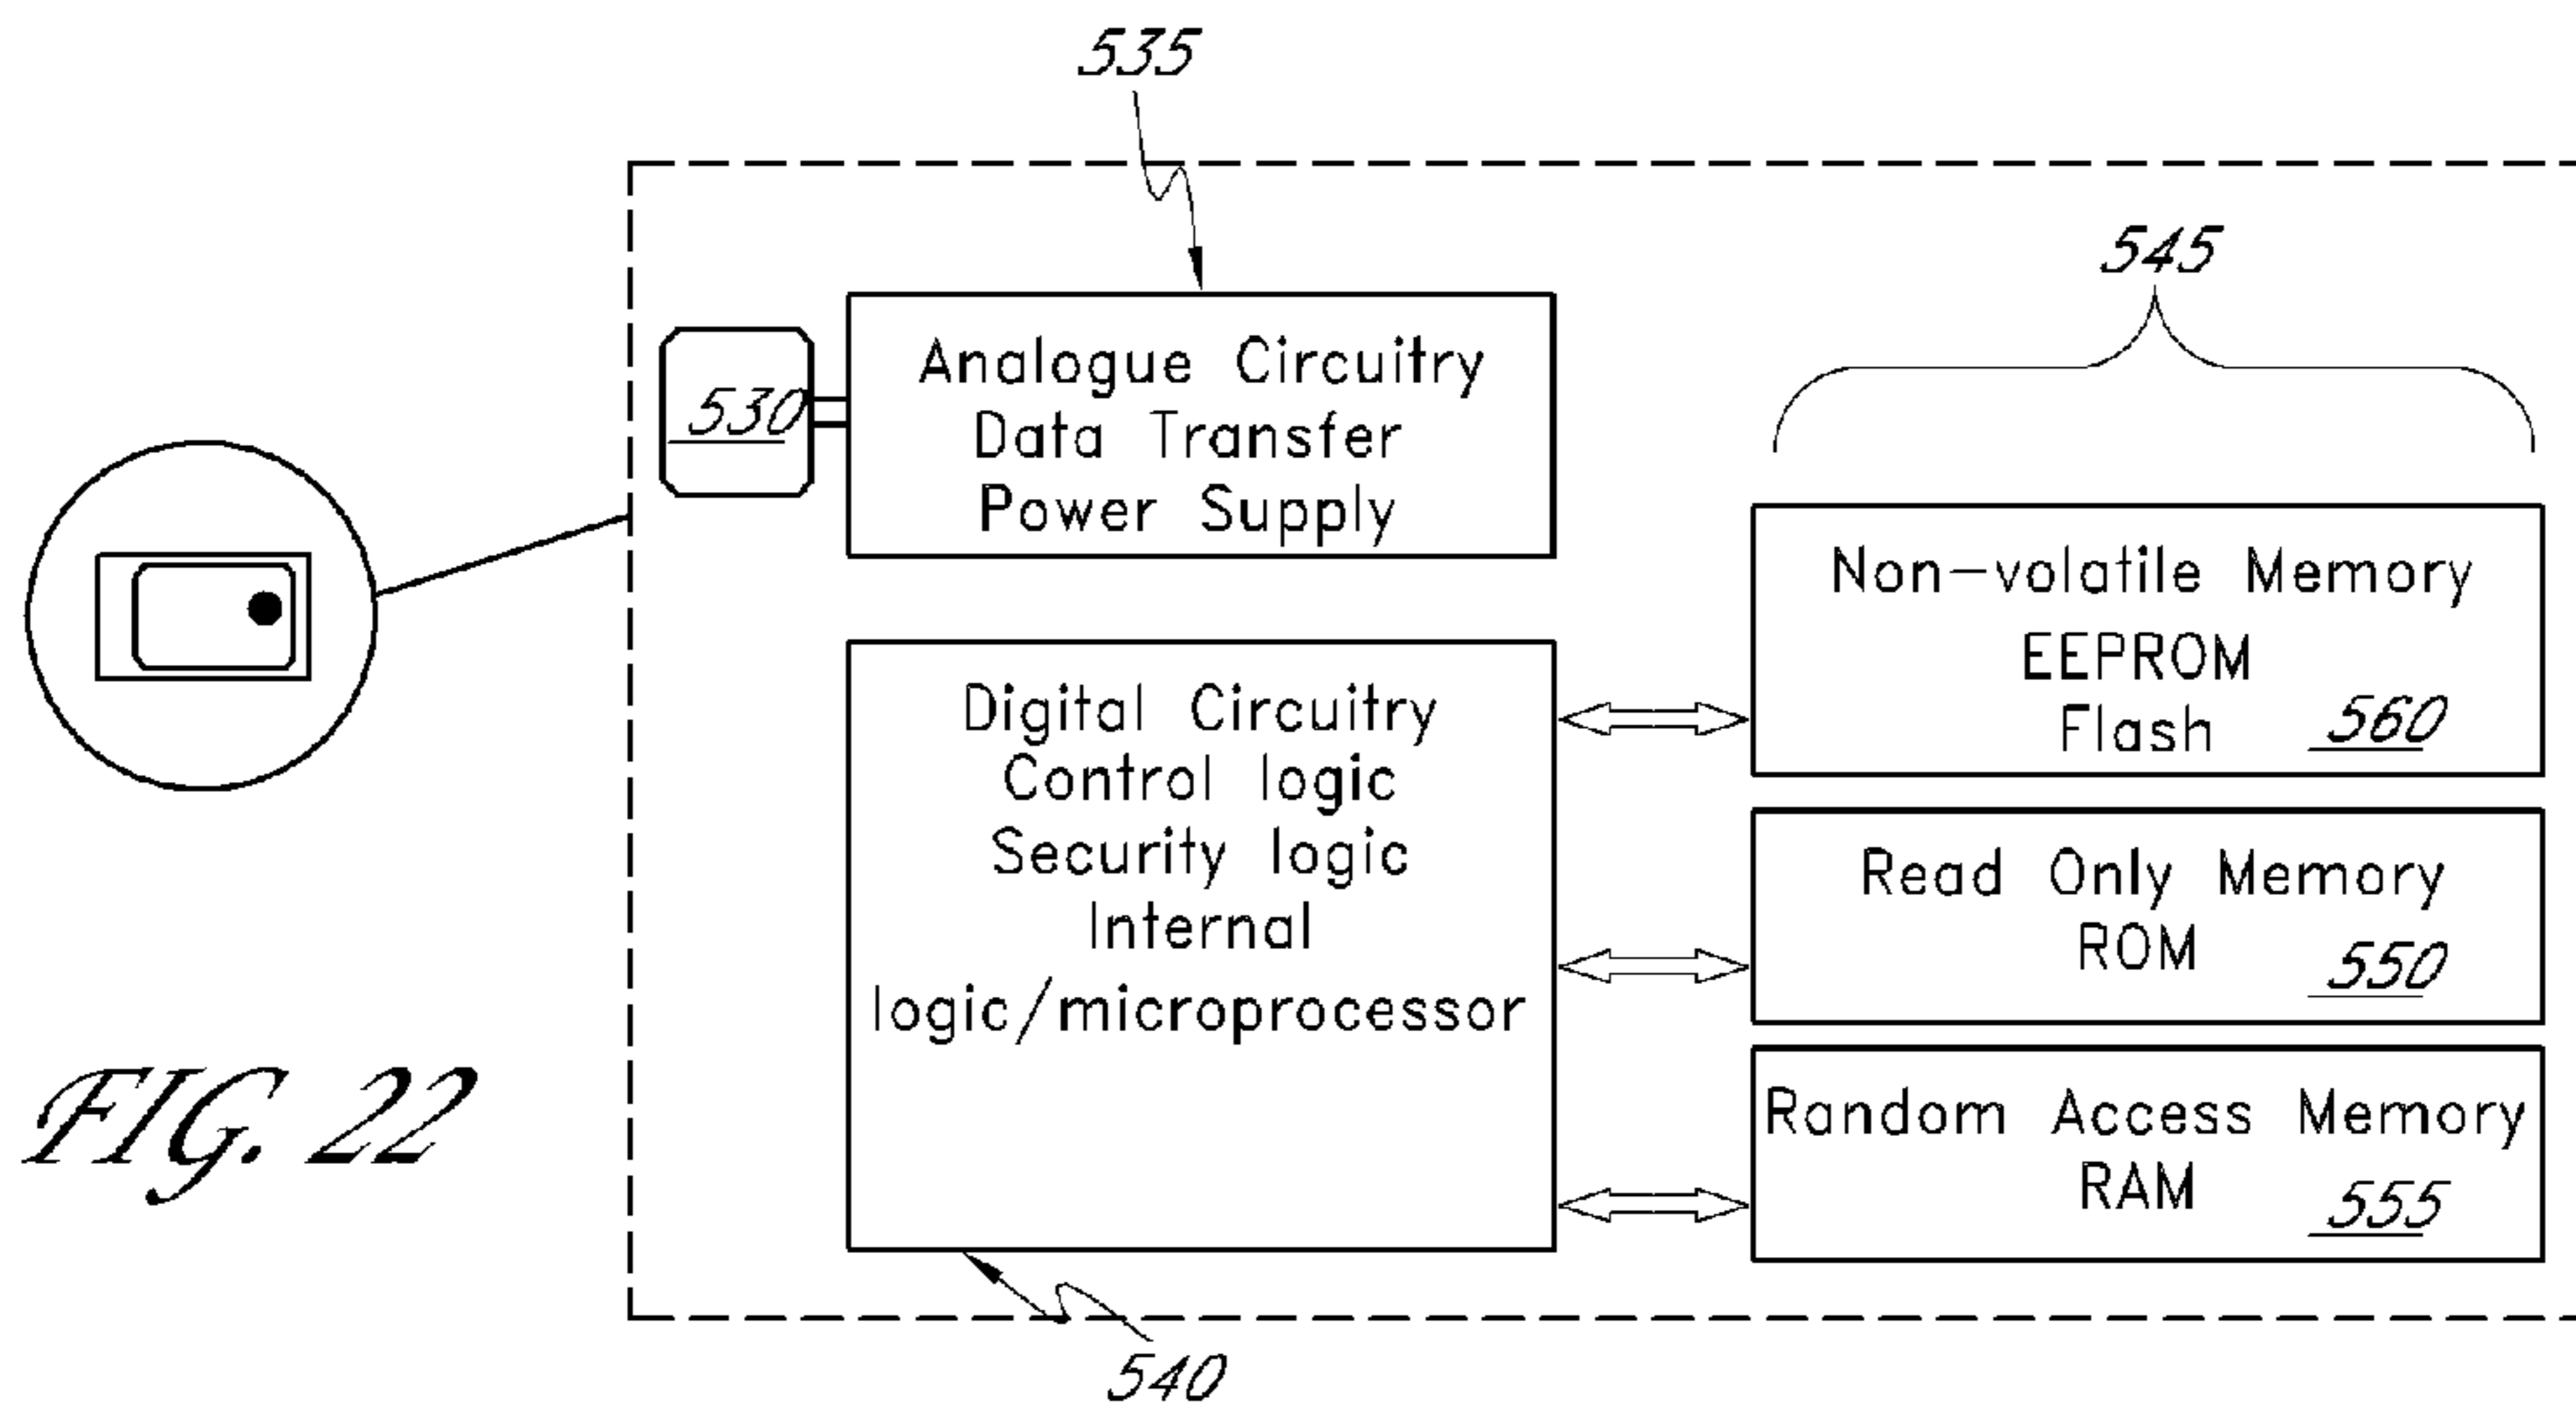 535
545
530
Analogue Circuitry
Data Transfer
Power Supply
Non-volatile Memory
EEPROM
Flash 560
Digital Circuitry
Control logic
Security logic
Internal
logic/microprocessor
Read Only Memory
ROM 550
Random Access Memory
RAM 555
540
FIG. 22